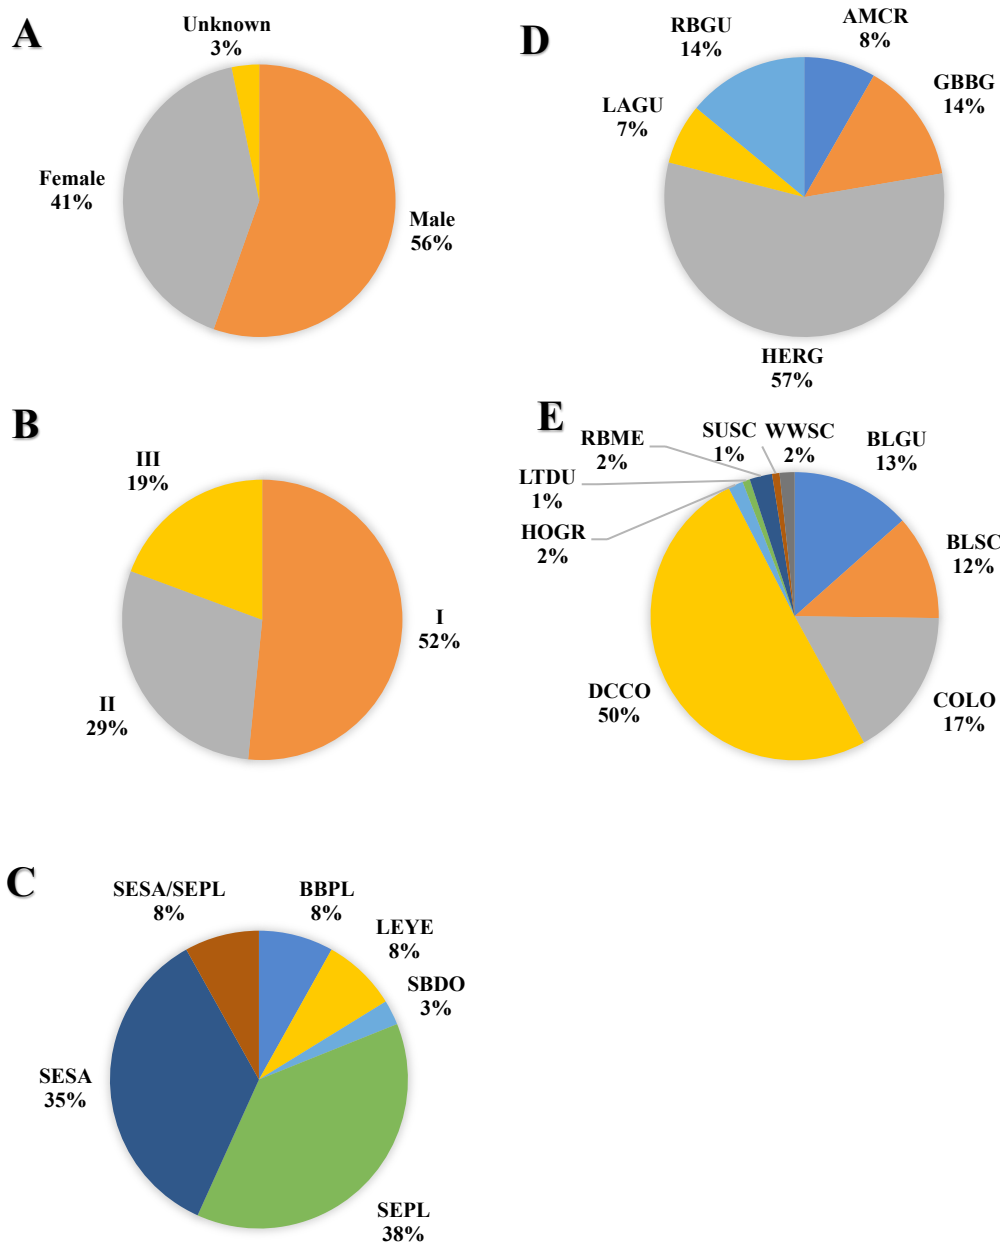 A
Unknown
3%
Female
41%
Male
56%
B
III
19%
I
52%
II
29%
C
SESA/SEPL
8%
BBPL
8%
LEYE
8%
SBDO
3%
SESA
35%
SEPL
38%
D
RBGU
14%
AMCR
8%
GBBG
14%
LAGU
7%
HERG
57%
E
RBME
2%
SUSC
1%
WWSC
2%
BLGU
13%
LTDU
1%
HOGR
2%
BLSC
12%
DCCO
50%
COLO
17%